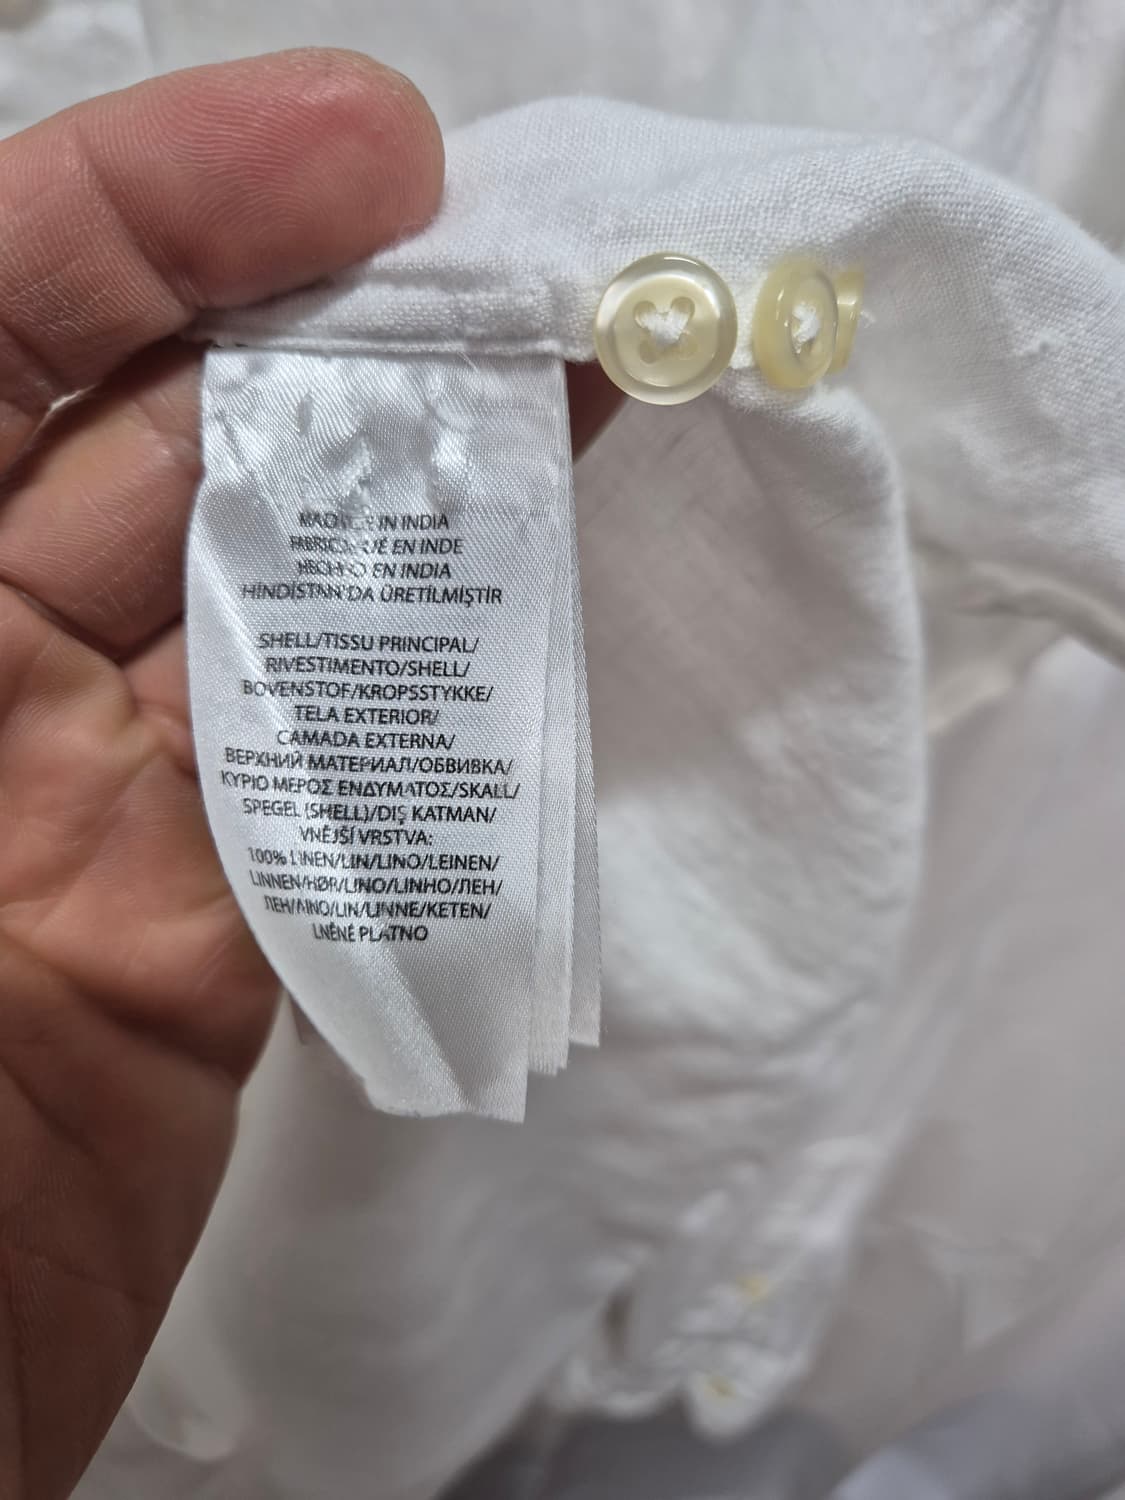 MADE IN INDIA
FABRIQUÉ EN INDE
HECHO EN INDIA
HİNDİSTAN'DA ÜRETİLMİŞTİR
SHELL/TISSU PRINCIPAL/
RIVESTIMENTO/SHELL/
BOVENSTOF/KROPSSTYKKE/
TELA EXTERIOR/
CAMADA EXTERNA/
ВЕРХНИЙ МАТЕРИАЛ/ОБВИВКА/
ΚΥΡΙΟ ΜΕΡΟΣ ΕΝΔΥΜΑΤΟΣ/SKALL/
SPEGEL (SHELL)/DIŞ KATMAN/
VNĚJŠÍ VRSTVA:
100% LINEN/LIN/LINO/LEINEN/
LINNEN/HØR/LINO/LINHO/ЛЕН/
ЛЕН/ΛΙΝΟ/LIN/LINNE/KETEN/
LNĚNÉ PLÁTNO